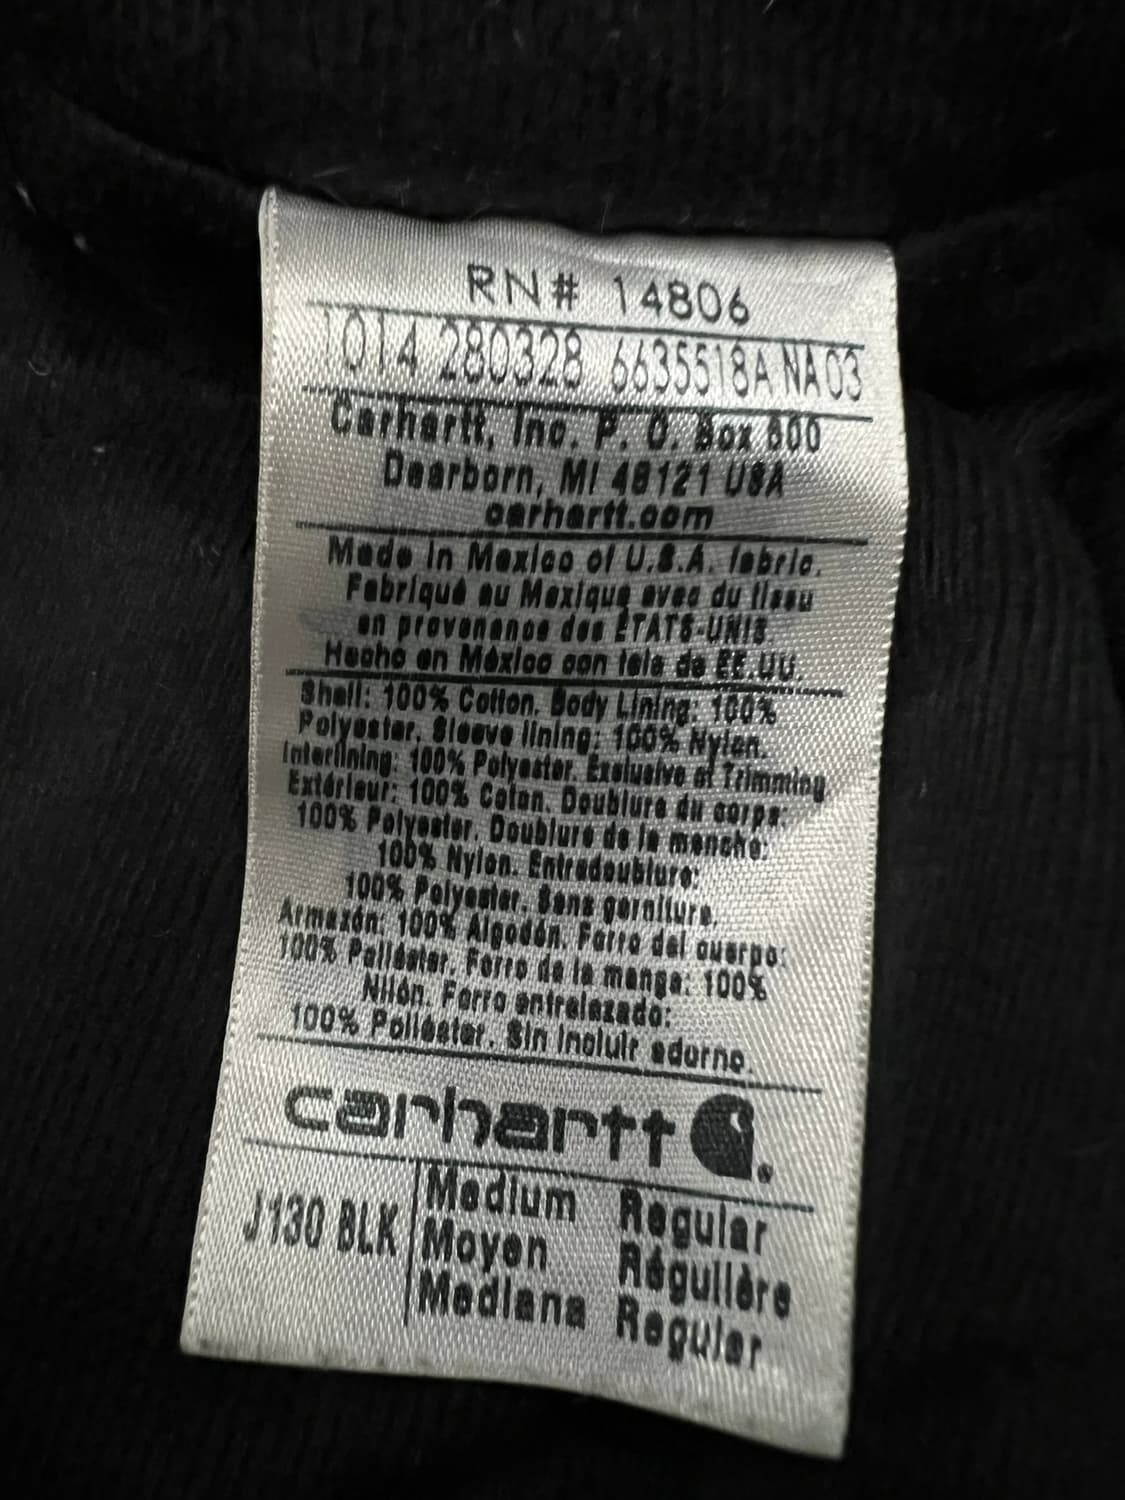 RN# 14806
1014 280328 6635518A NA03
Carhartt, Inc. P. O. Box 600
Dearborn, MI 48121 USA
carhartt.com
Made in Mexico of U.S.A. fabric.
Fabriqué au Mexique avec du tissu
en provenance des ÉTATS-UNIS.
Hecho en México con tela de EE.UU.
Shell: 100% Cotton. Body Lining: 100%
Polyester. Sleeve lining: 100% Nylon.
Interlining: 100% Polyester. Exclusive of Trimming
Extérieur: 100% Coton. Doublure du corps:
100% Polyester. Doublure de la manche:
100% Nylon. Entredoublure:
100% Polyester. Sans garniture.
Armazón: 100% Algodón. Forro del cuerpo:
100% Poliéster. Forro de la manga: 100%
Nilón. Forro entrelazado:
100% Poliéster. Sin incluir adorno.
carhartt
J130 BLK
Medium Regular
Moyen Régulière
Mediana Regular